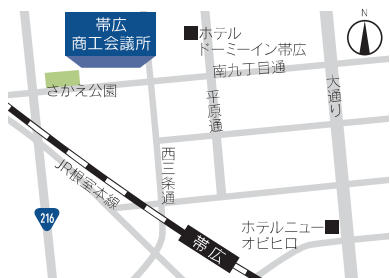 帯広
商工会議所
ホテル
ドーミーイン帯広
N
南九丁目通
さかえ公園
平原通
大通り
西三条通
JR根室本線
216
帯広
ホテルニュー
オビヒロ